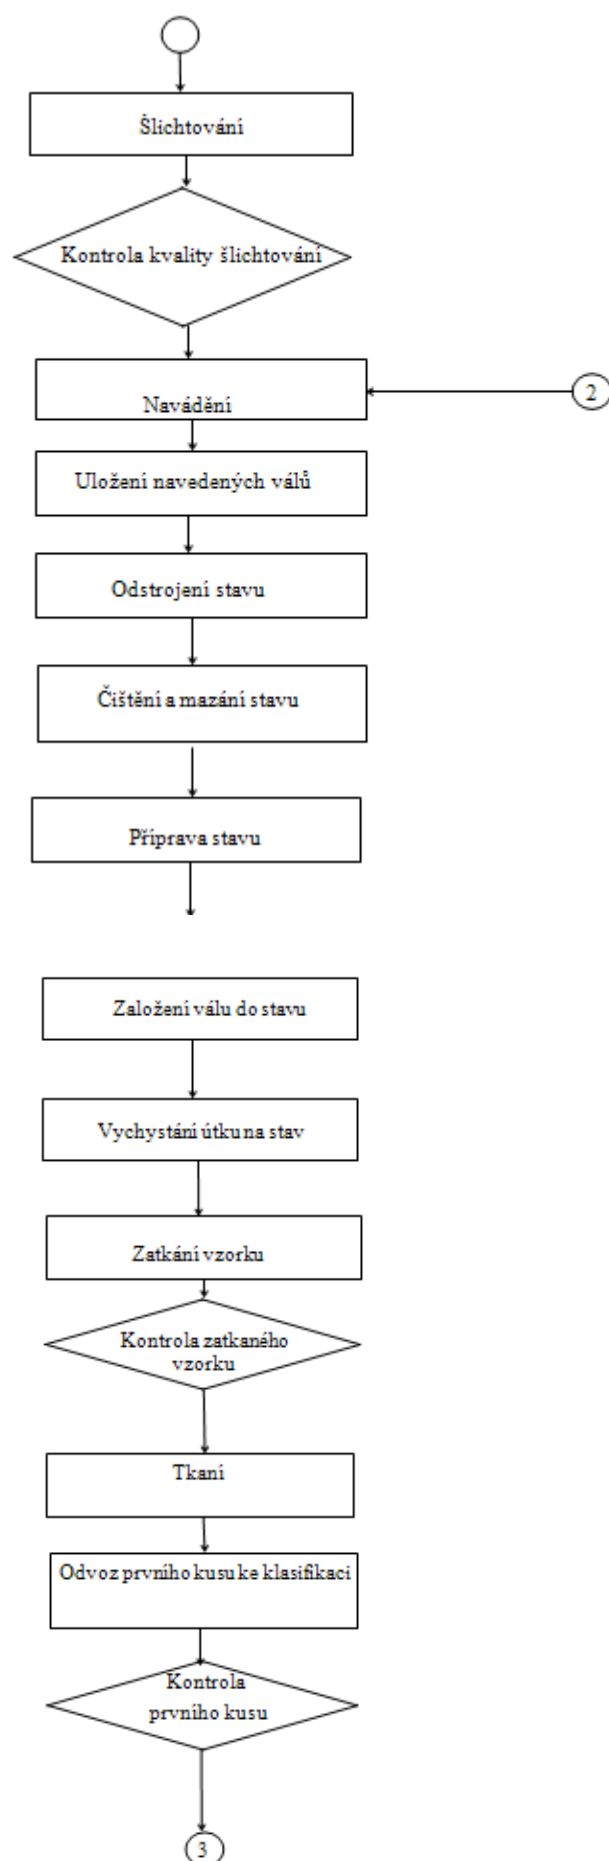 Šlichtování
Kontrola kvality šlichtování
Navádění
2
Uložení navedených válů
Odstrojení stavu
Čištění a mazání stavu
Příprava stavu
Založení válu do stavu
Vychystání útku na stav
Zatkání vzorku
Kontrola zatkaného
vzorku
Tkaní
Odvoz prvního kusu ke klasifikaci
Kontrola
prvního kusu
3